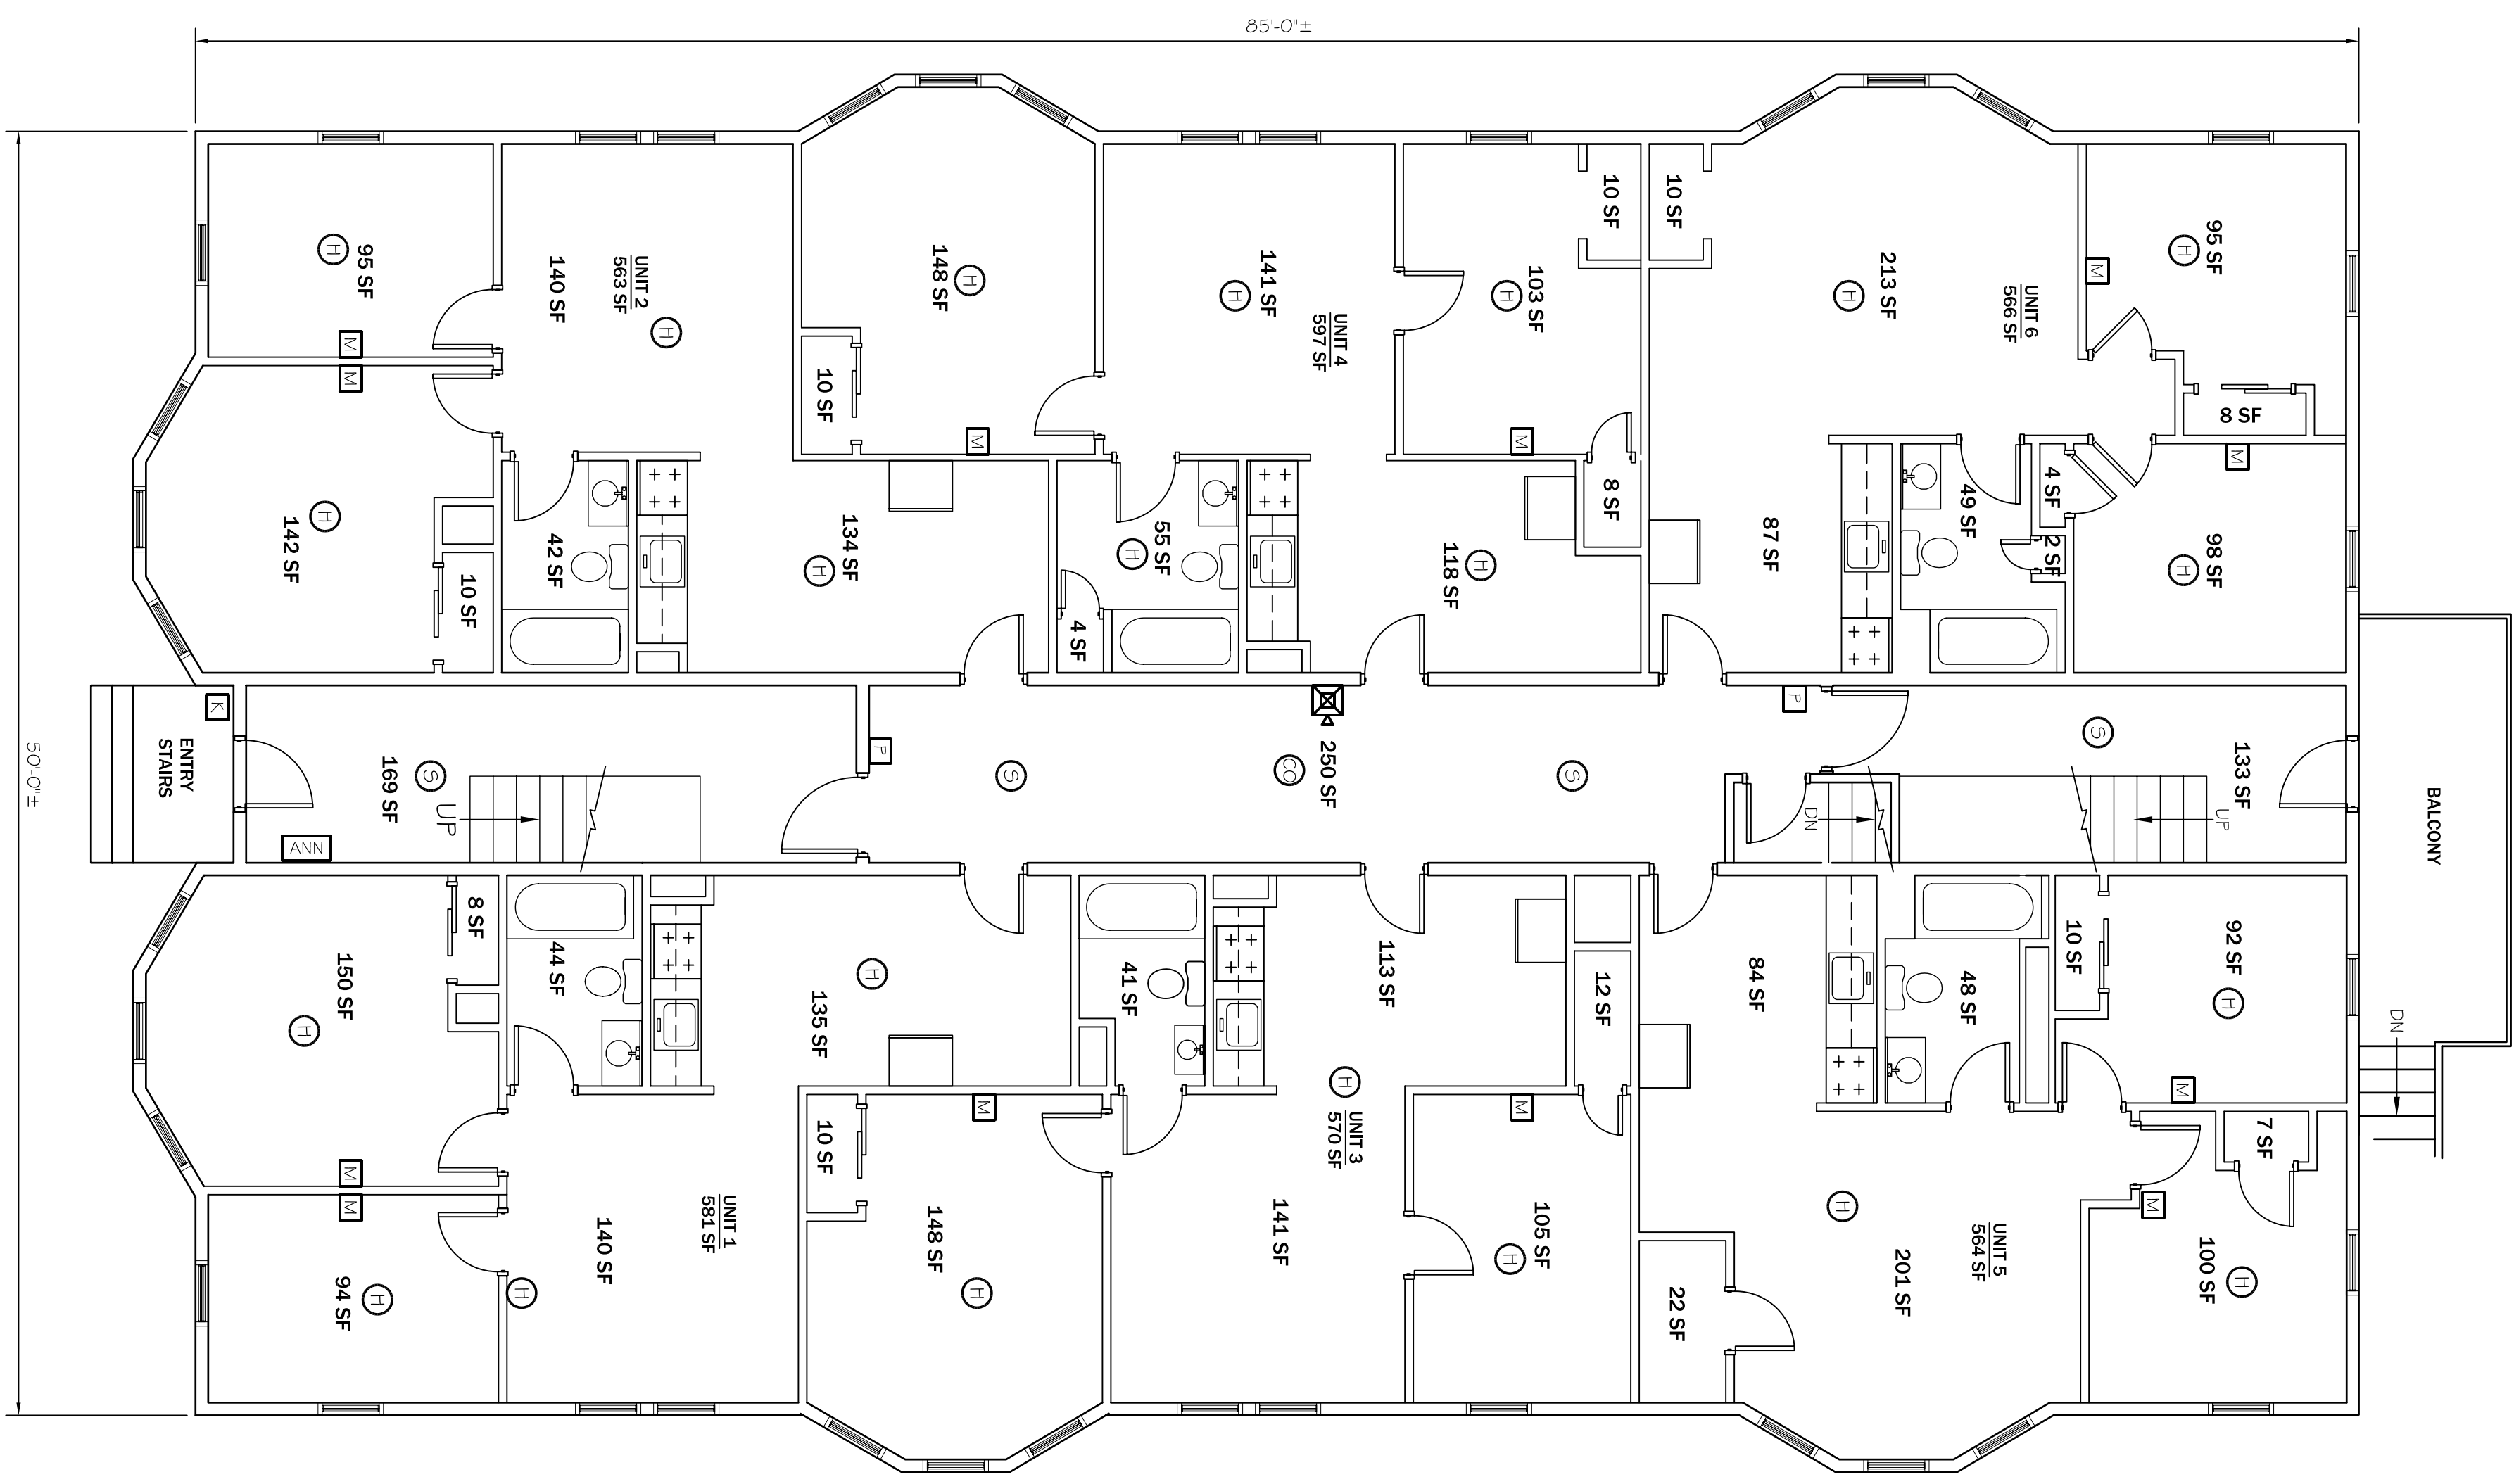 85'-0"±
50'-0"±
95 SF
H
M
M
142 SF
H
10 SF
140 SF
UNIT 2
563 SF
H
42 SF
134 SF
H
148 SF
H
10 SF
M
141 SF
H
UNIT 4
597 SF
55 SF
H
4 SF
118 SF
H
103 SF
H
M
10 SF
8 SF
10 SF
213 SF
H
UNIT 6
566 SF
87 SF
49 SF
4 SF
2 SF
95 SF
H
M
8 SF
M
98 SF
H
ENTRY
STAIRS
K
169 SF
S
UP
ANN
P
S
250 SF
CO
S
P
DN
S
133 SF
UP
BALCONY
DN
150 SF
H
8 SF
M
M
94 SF
H
44 SF
140 SF
H
UNIT 1
581 SF
135 SF
H
10 SF
M
148 SF
H
41 SF
113 SF
H
UNIT 3
570 SF
141 SF
12 SF
M
105 SF
H
84 SF
48 SF
22 SF
201 SF
H
UNIT 5
564 SF
10 SF
92 SF
H
M
7 SF
M
100 SF
H